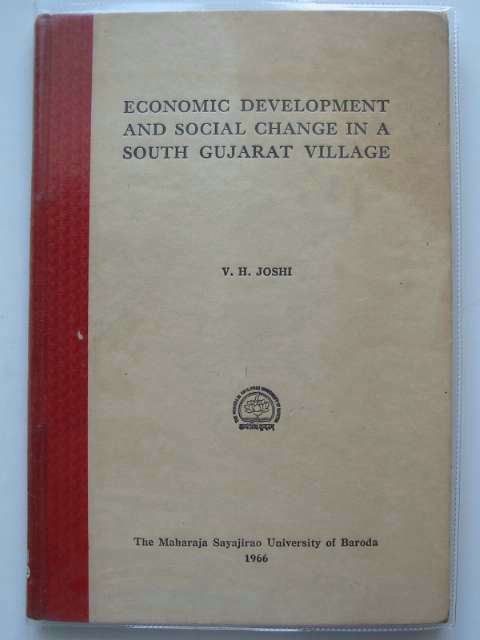 ECONOMIC DEVELOPMENT
AND SOCIAL CHANGE IN A
SOUTH GUJARAT VILLAGE
V. H. JOSHI
The Maharaja Sayajirao University of Baroda
1966